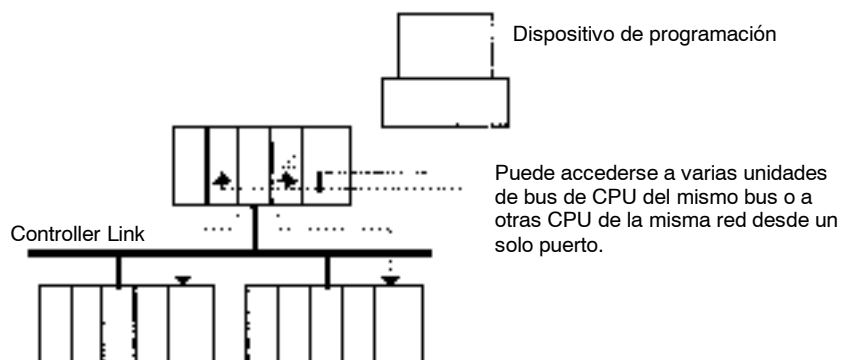 Dispositivo de programación
Puede accederse a varias unidades
de bus de CPU del mismo bus o a
otras CPU de la misma red desde un
solo puerto.
Controller Link